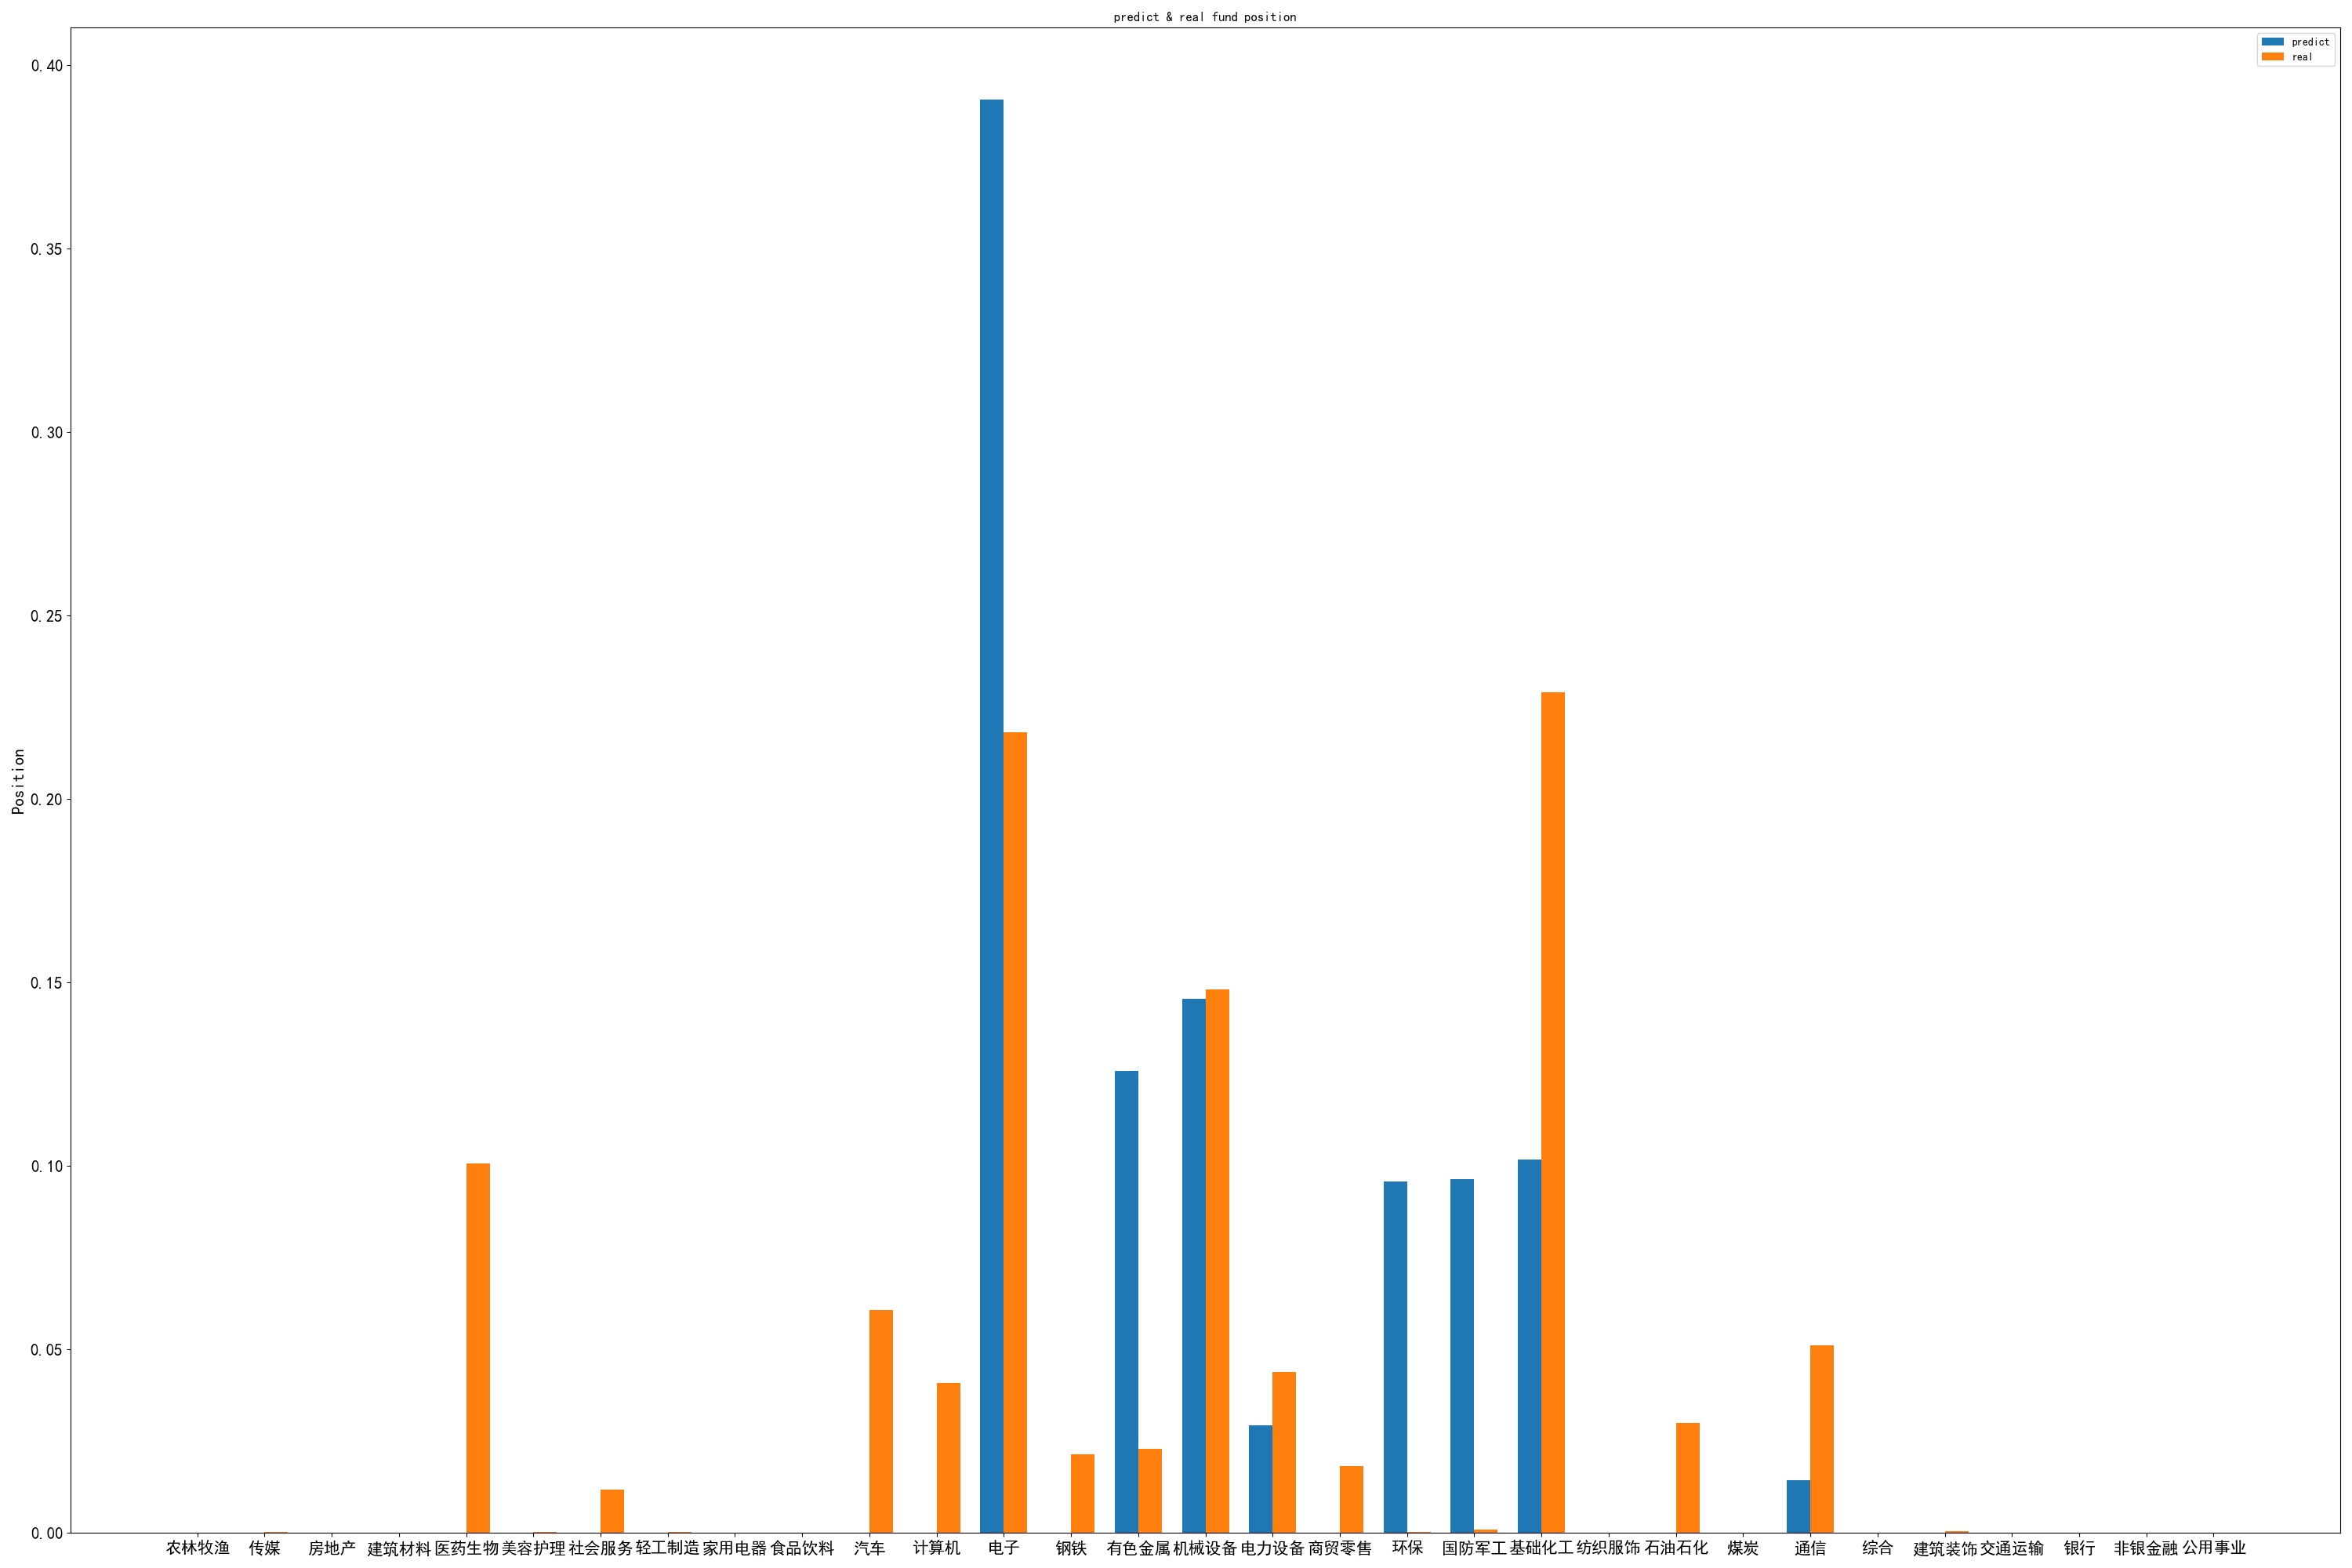 predict & real fund position
predict
real
0.40
0.35
0.30
0.25
0.20
0.15
0.10
0.05
0.00
Position
农林牧渔 传媒 房地产 建筑材料 医药生物 美容护理 社会服务 轻工制造 家用电器 食品饮料 汽车 计算机 电子 钢铁 有色金属 机械设备 电力设备 商贸零售 环保 国防军工 基础化工 纺织服饰 石油石化 煤炭 通信 综合 建筑装饰 交通运输 银行 非银金融 公用事业